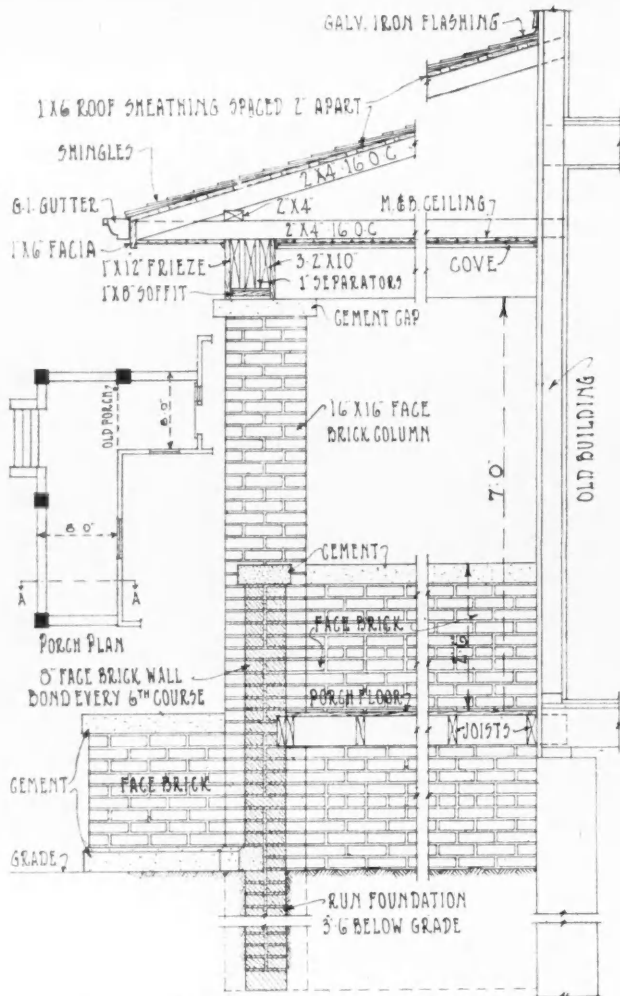 GALV. IRON FLASHING
1"X6" ROOF SHEATHING SPACED 2" APART
SHINGLES
2"X4"-16"O-C
G.I. GUTTER
2"X4"
M.&B. CEILING
2"X4"-16"O-C
1"X6" FACIA
1"X12" FRIEZE
3-2"X10"
COVE
1" SEPARATORS
1"X8" SOFFIT
CEMENT CAP
16"X16" FACE
BRICK COLUMN
OLD BUILDING
7'-0"
OLD PORCH
8'-0"
8'-0"
A
A
PORCH PLAN
CEMENT
FACE BRICK
2'-6"
8" FACE BRICK WALL
BOND EVERY 6TH COURSE
PORCH FLOOR
JOISTS
CEMENT
FACE BRICK
GRADE
RUN FOUNDATION
3'-6" BELOW GRADE